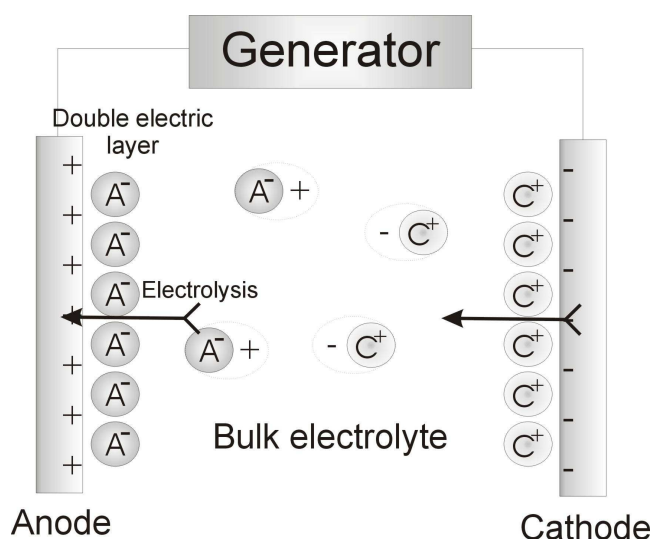 Generator
Double electric
layer
+ + + + + + +
A⁻ A⁻ A⁻ A⁻ A⁻ A⁻
A⁻ +
- C⁺
Electrolysis
A⁻ +
- C⁺
C⁺ C⁺ C⁺ C⁺ C⁺ C⁺
- - - - - - -
Bulk electrolyte
Anode
Cathode